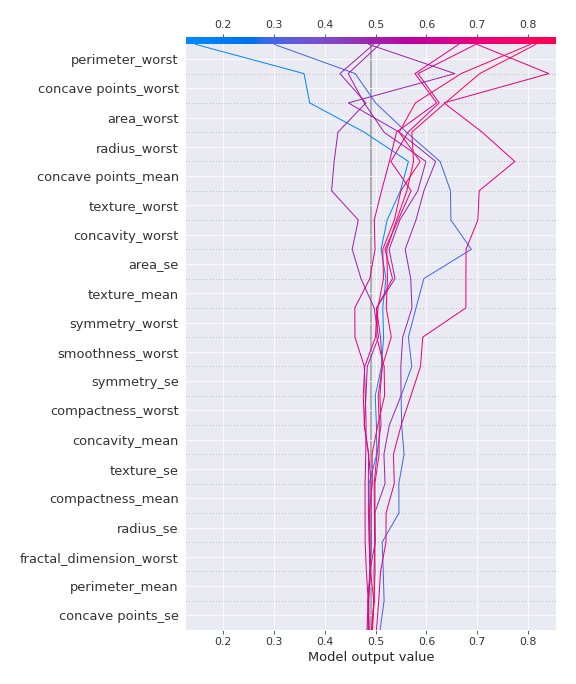 0.2 0.3 0.4 0.5 0.6 0.7 0.8
perimeter_worst
concave points_worst
area_worst
radius_worst
concave points_mean
texture_worst
concavity_worst
area_se
texture_mean
symmetry_worst
smoothness_worst
symmetry_se
compactness_worst
concavity_mean
texture_se
compactness_mean
radius_se
fractal_dimension_worst
perimeter_mean
concave points_se
0.2 0.3 0.4 0.5 0.6 0.7 0.8
Model output value